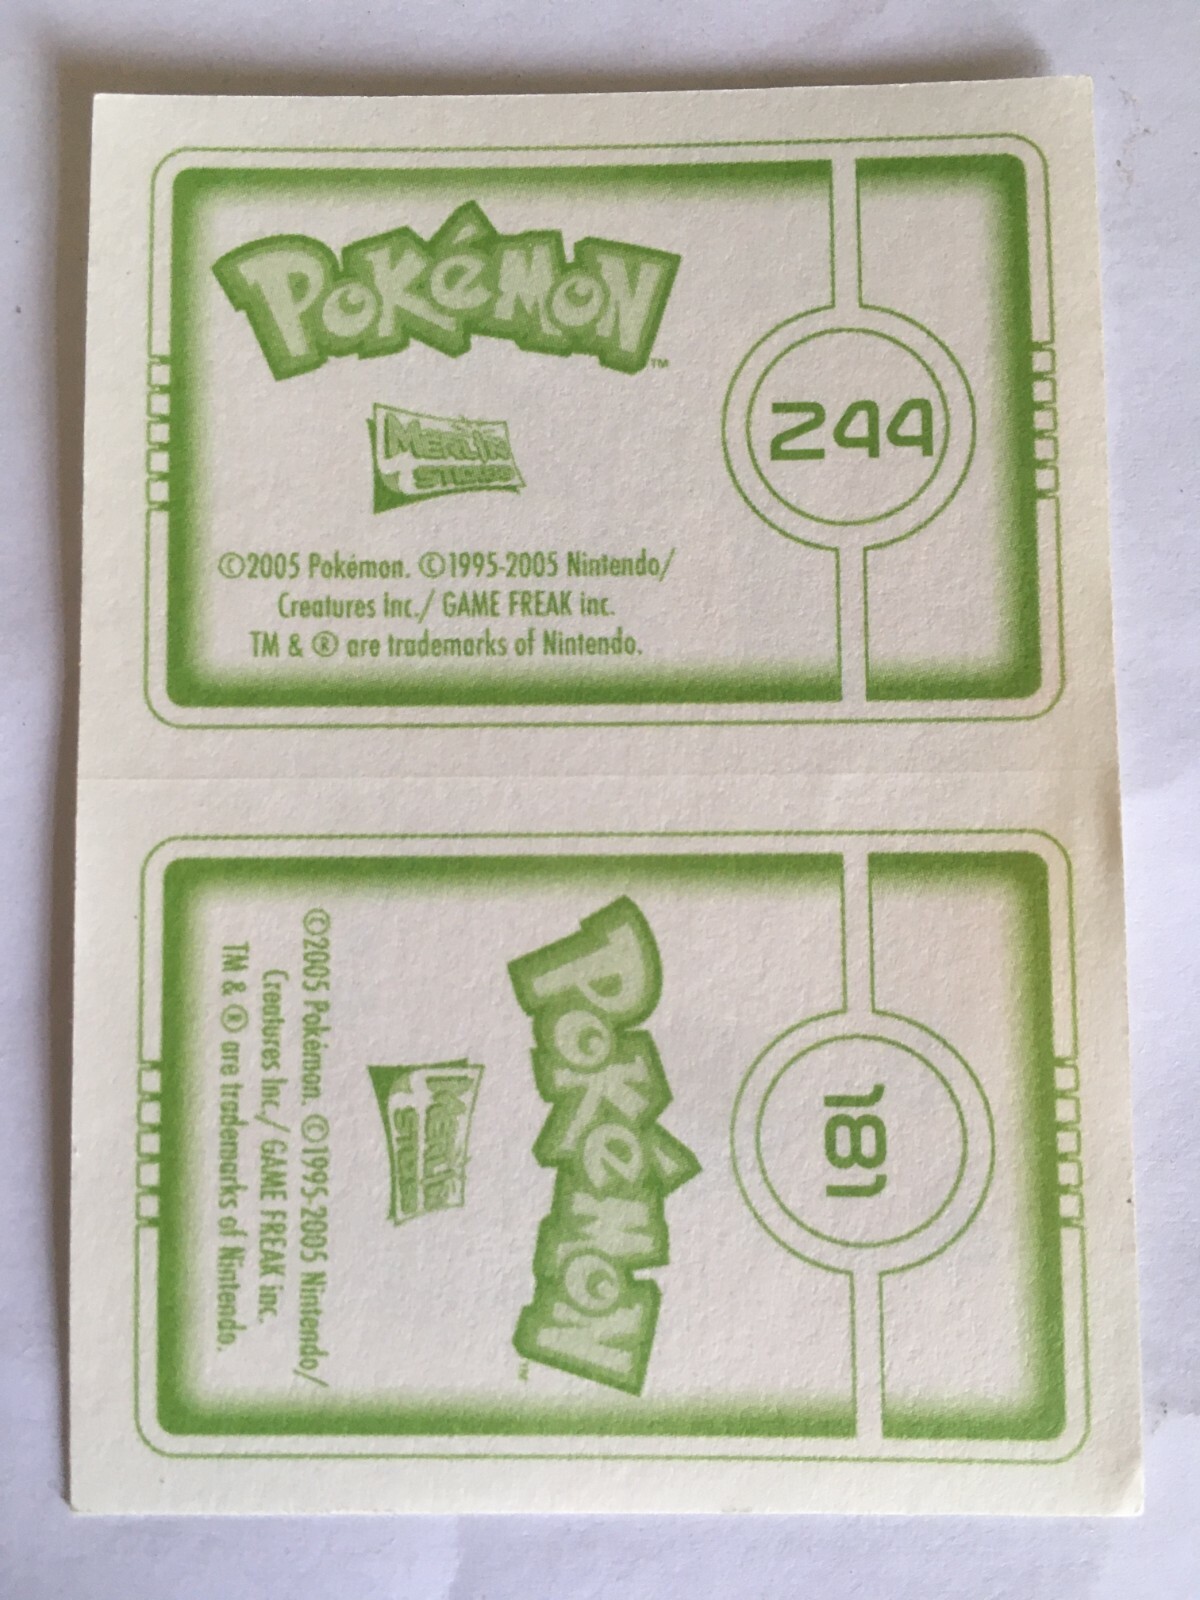 POKéMON
™
MERLIN
STICKERS
244
©2005 Pokémon. ©1995-2005 Nintendo/
Creatures Inc./ GAME FREAK inc.
TM & ® are trademarks of Nintendo.
POKéMON
™
MERLIN
STICKERS
181
©2005 Pokémon. ©1995-2005 Nintendo/
Creatures Inc./ GAME FREAK inc.
TM & ® are trademarks of Nintendo.